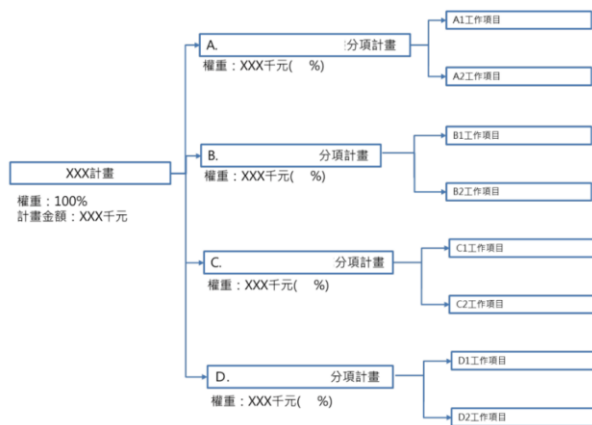 XXX計畫
權重：100%
計畫金額：XXX千元
A. 分項計畫
權重：XXX千元( %)
A1工作項目
A2工作項目
B. 分項計畫
權重：XXX千元( %)
B1工作項目
B2工作項目
C. 分項計畫
權重：XXX千元( %)
C1工作項目
C2工作項目
D. 分項計畫
權重：XXX千元( %)
D1工作項目
D2工作項目